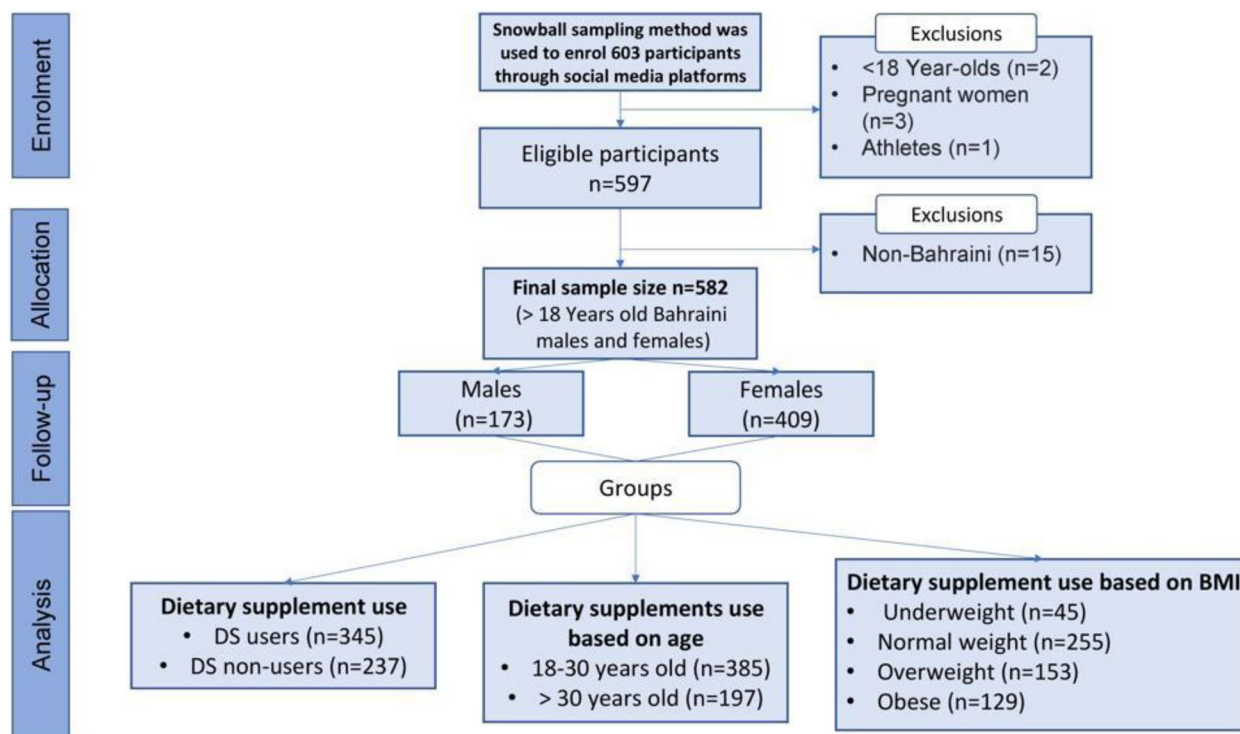 Enrolment
Snowball sampling method was
used to enrol 603 participants
through social media platforms
Exclusions
• <18 Year-olds (n=2)
• Pregnant women
(n=3)
• Athletes (n=1)
Eligible participants
n=597
Allocation
Exclusions
• Non-Bahraini (n=15)
Final sample size n=582
(> 18 Years old Bahraini
males and females)
Follow-up
Males
(n=173)
Females
(n=409)
Groups
Analysis
Dietary supplement use
• DS users (n=345)
• DS non-users (n=237)
Dietary supplements use
based on age
• 18-30 years old (n=385)
• > 30 years old (n=197)
Dietary supplement use based on BMI
• Underweight (n=45)
• Normal weight (n=255)
• Overweight (n=153)
• Obese (n=129)